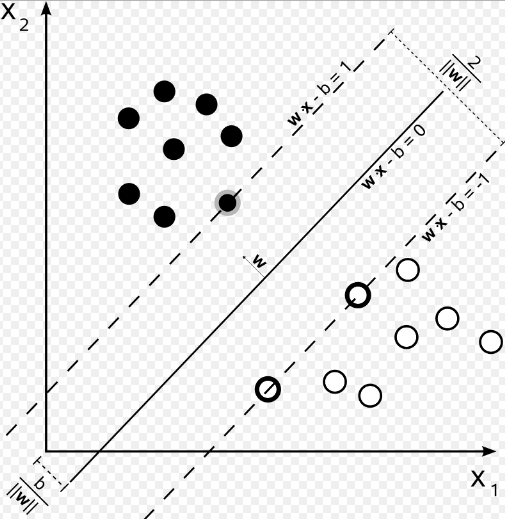 X₂
w·x - b = 1
2
||w||
w·x - b = 0
w·x - b = -1
w
b
||w||
X₁